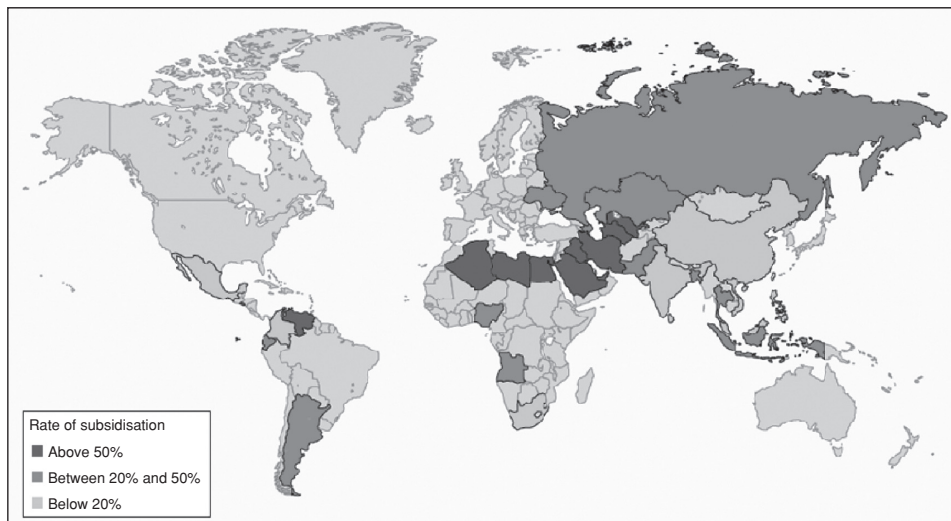 Rate of subsidisation
Above 50%
Between 20% and 50%
Below 20%